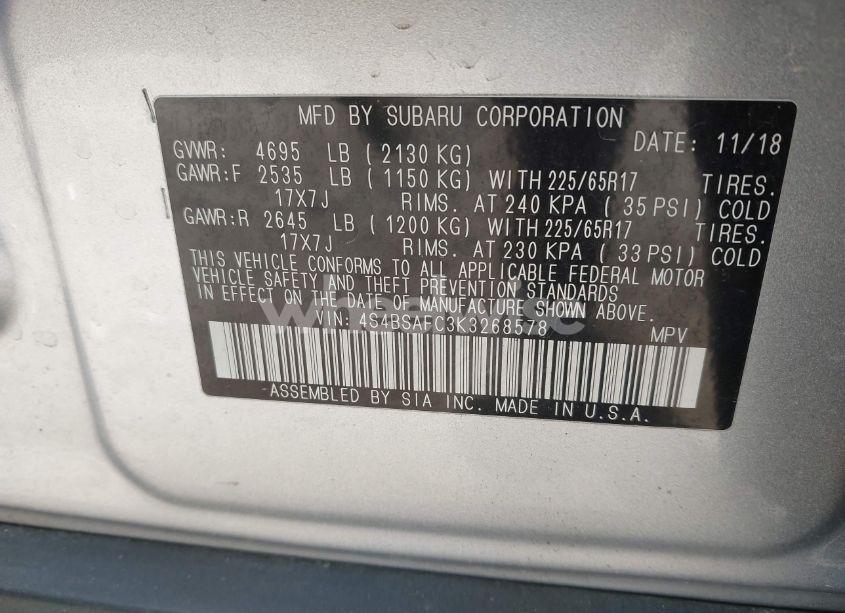 MFD BY SUBARU CORPORATION
DATE: 11/18
GVWR: 4695 LB ( 2130 KG)
GAWR:F 2535 LB ( 1150 KG) WITH 225/65R17 TIRES.
17X7J RIMS. AT 240 KPA ( 35 PSI) COLD
GAWR:R 2645 LB ( 1200 KG) WITH 225/65R17 TIRES.
17X7J RIMS. AT 230 KPA ( 33 PSI) COLD
THIS VEHICLE CONFORMS TO ALL APPLICABLE FEDERAL MOTOR
VEHICLE SAFETY AND THEFT PREVENTION STANDARDS
IN EFFECT ON THE DATE OF MANUFACTURE SHOWN ABOVE.
VIN: 4S4BSAFC3K3268578 MPV
ASSEMBLED BY SIA INC. MADE IN U.S.A.